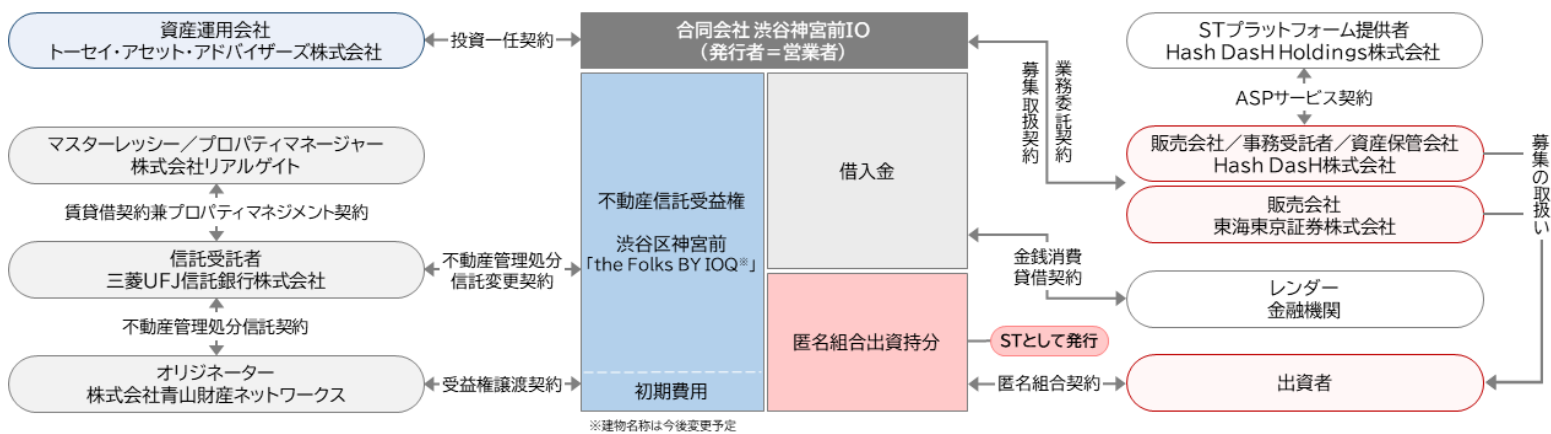 資産運用会社
トーセイ・アセット・アドバイザーズ株式会社
投資一任契約
合同会社 渋谷神宮前IO
（発行者＝営業者）
STプラットフォーム提供者
Hash DasH Holdings株式会社
業務委託契約
募集取扱契約
ASPサービス契約
マスターレッシー／プロパティマネージャー
株式会社リアルゲイト
販売会社／事務受託者／資産保管会社
Hash DasH株式会社
募集の取扱い
賃貸借契約兼プロパティマネジメント契約
不動産信託受益権
渋谷区神宮前
「the Folks BY IOQ※」
借入金
販売会社
東海東京証券株式会社
信託受託者
三菱UFJ信託銀行株式会社
不動産管理処分
信託変更契約
金銭消費
貸借契約
レンダー
金融機関
不動産管理処分信託契約
匿名組合出資持分
STとして発行
オリジネーター
株式会社青山財産ネットワークス
受益権譲渡契約
初期費用
匿名組合契約
出資者
※建物名称は今後変更予定